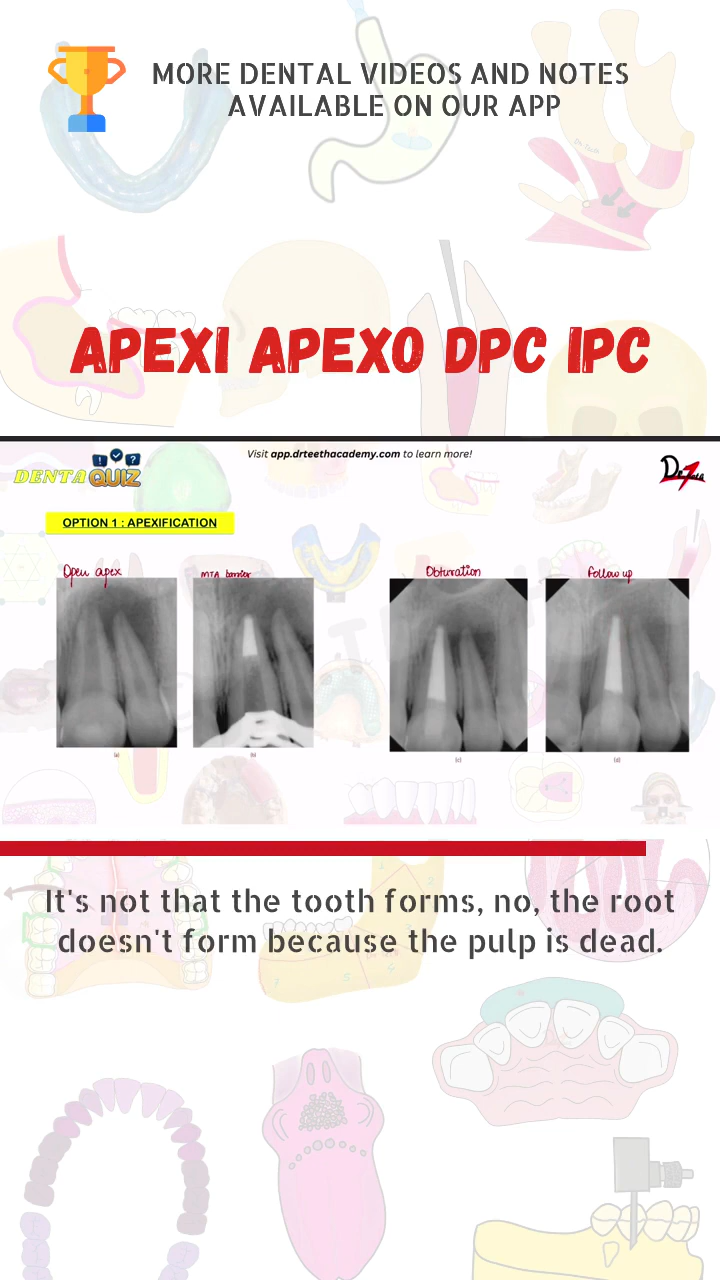 MORE DENTAL VIDEOS AND NOTES
AVAILABLE ON OUR APP
APEXI APEXO DPC IPC
Visit app.drteethacademy.com to learn more!
DENTA QUIZ
OPTION 1 : APEXIFICATION
Open apex
MTA barrier
Obturation
Follow up
(a)
(b)
(c)
(d)
It's not that the tooth forms, no, the root
doesn't form because the pulp is dead.